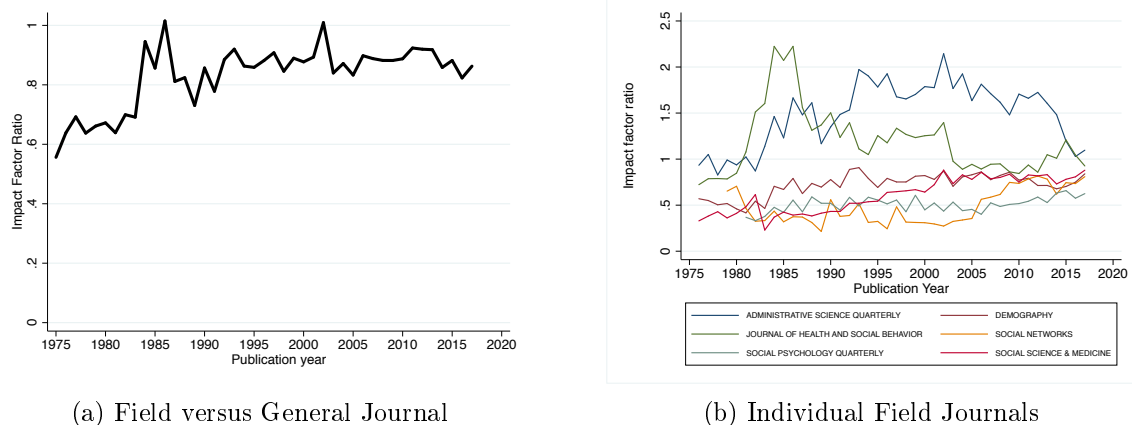 Impact Factor Ratio
1
.8
.6
.4
.2
0
1975 1980 1985 1990 1995 2000 2005 2010 2015 2020
Publication year
(a) Field versus General Journal
Impact factor ratio
2.5
2
1.5
1
.5
0
1975 1980 1985 1990 1995 2000 2005 2010 2015 2020
Publication Year
ADMINISTRATIVE SCIENCE QUARTERLY DEMOGRAPHY
JOURNAL OF HEALTH AND SOCIAL BEHAVIOR SOCIAL NETWORKS
SOCIAL PSYCHOLOGY QUARTERLY SOCIAL SCIENCE & MEDICINE
(b) Individual Field Journals